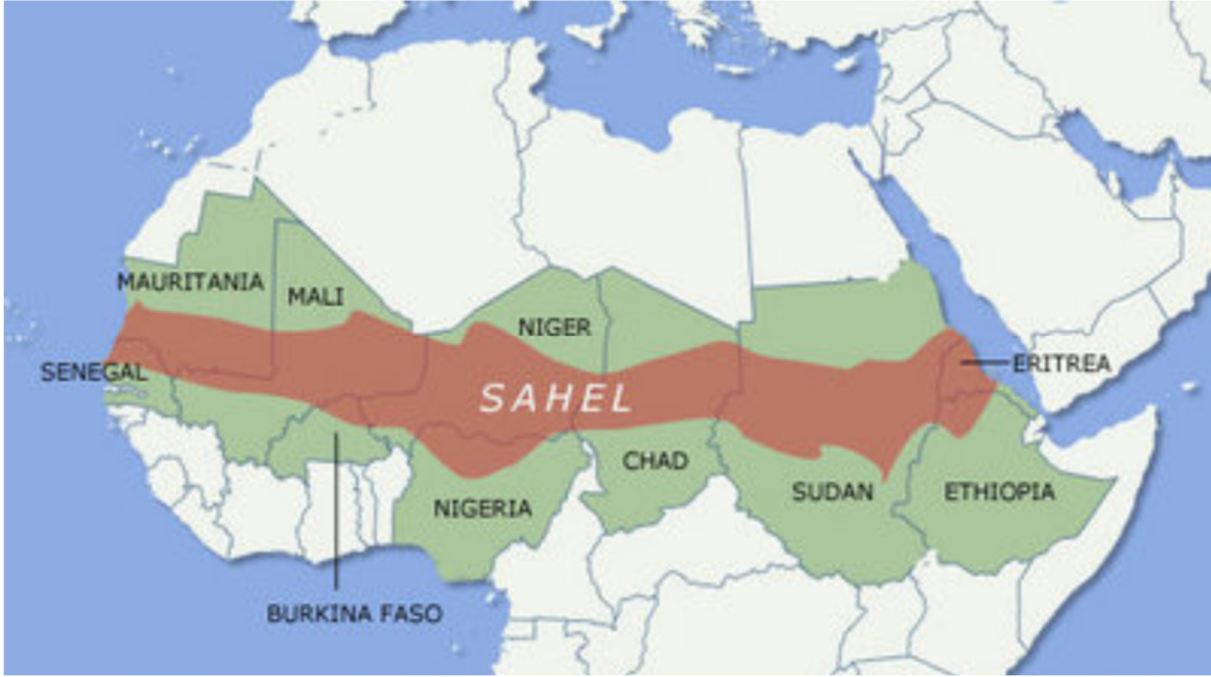 MAURITANIA
MALI
NIGER
SENEGAL
ERITREA
SAHEL
CHAD
SUDAN
ETHIOPIA
NIGERIA
BURKINA FASO